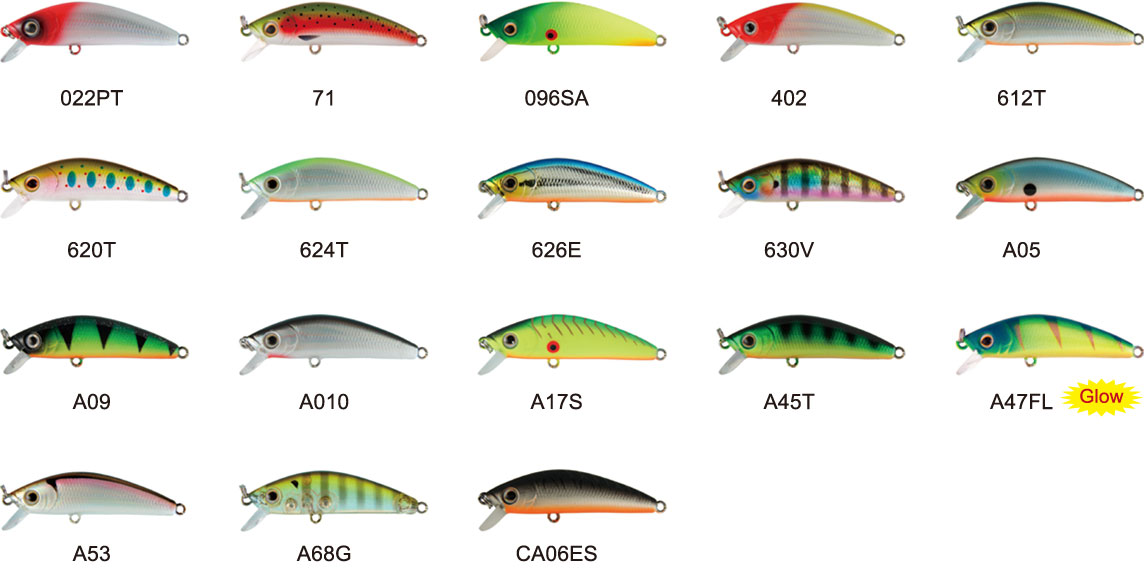 022PT 71 096SA 402 612T
620T 624T 626E 630V A05
A09 A010 A17S A45T A47FL Glow
A53 A68G CA06ES